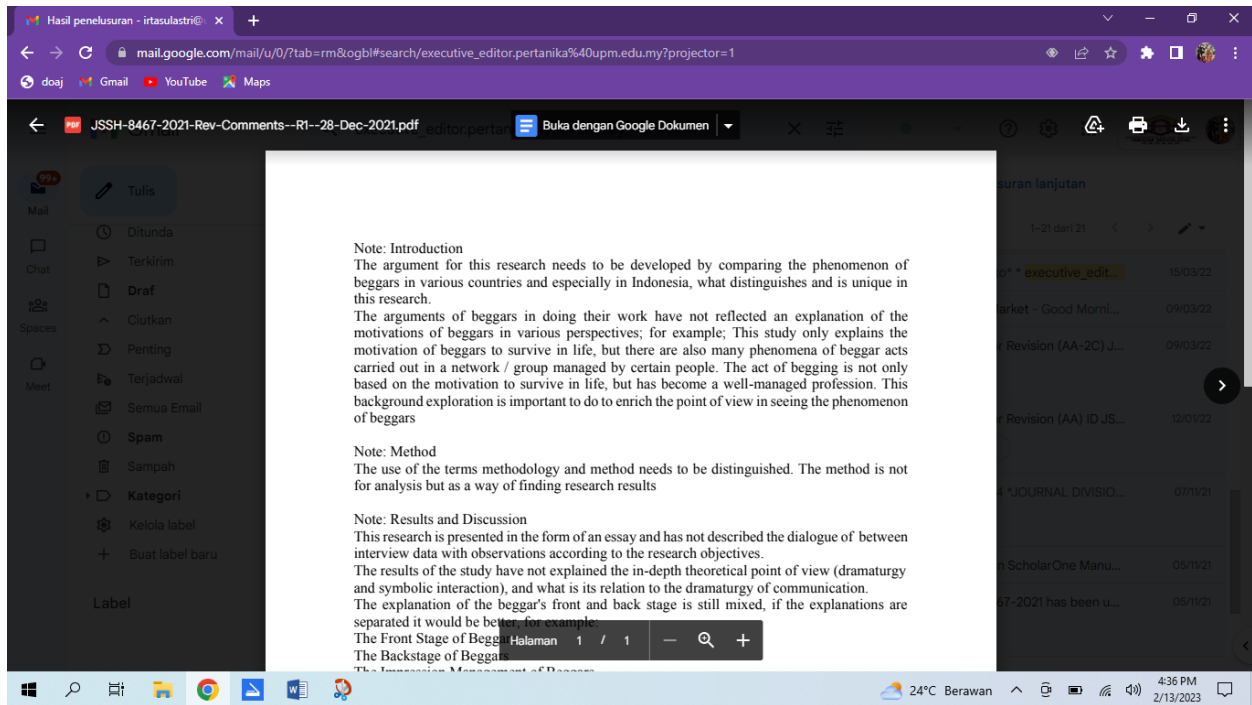 Hasil penelusuran - irtasulastri@
mail.google.com/mail/u/0/?tab=rm&ogbl#search/executive_editor.pertanika%40upm.edu.my?projector=1
doaj Gmail YouTube Maps
PDF JSSH-8467-2021-Rev-Comments--R1--28-Dec-2021.pdf Buka dengan Google Dokumen
99+
Mail
Chat
Spaces
Meet
Tulis
Ditunda
Terkirim
Draf
Ciutkan
Penting
Terjadwal
Semua Email
Spam
Sampah
Kategori
Kelola label
Buat label baru
Label
Note: Introduction
The argument for this research needs to be developed by comparing the phenomenon of
beggars in various countries and especially in Indonesia, what distinguishes and is unique in
this research.
The arguments of beggars in doing their work have not reflected an explanation of the
motivations of beggars in various perspectives; for example; This study only explains the
motivation of beggars to survive in life, but there are also many phenomena of beggar acts
carried out in a network / group managed by certain people. The act of begging is not only
based on the motivation to survive in life, but has become a well-managed profession. This
background exploration is important to do to enrich the point of view in seeing the phenomenon
of beggars
Note: Method
The use of the terms methodology and method needs to be distinguished. The method is not
for analysis but as a way of finding research results
Note: Results and Discussion
This research is presented in the form of an essay and has not described the dialogue of between
interview data with observations according to the research objectives.
The results of the study have not explained the in-depth theoretical point of view (dramaturgy
and symbolic interaction), and what is its relation to the dramaturgy of communication.
The explanation of the beggar's front and back stage is still mixed, if the explanations are
separated it would be better, for example:
The Front Stage of Beggars
The Backstage of Beggars
The Impression Management of Beggars
Halaman 1 / 1
suran lanjutan
1–21 dari 21
executive_edit... 15/03/22
arket - Good Morni... 09/03/22
r Revision (AA-2C) J... 09/03/22
r Revision (AA) ID JS... 12/01/22
*JOURNAL DIVISIO... 07/11/21
n ScholarOne Manu... 05/11/21
67-2021 has been u... 05/11/21
24°C Berawan
4:36 PM
2/13/2023